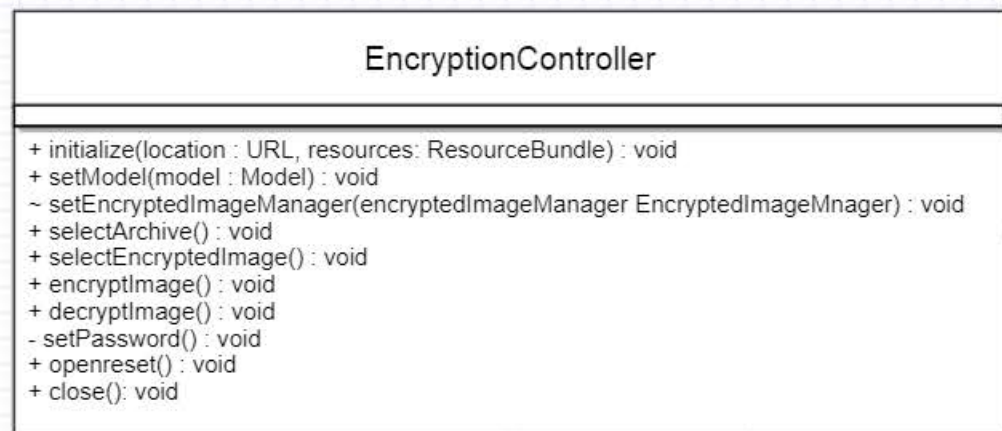 EncryptionController
+ initialize(location : URL, resources: ResourceBundle) : void
+ setModel(model : Model) : void
~ setEncryptedImageManager(encryptedImageManager EncryptedImageMnager) : void
+ selectArchive() : void
+ selectEncryptedImage() : void
+ encryptImage() : void
+ decryptImage() : void
- setPassword() : void
+ openreset() : void
+ close(): void